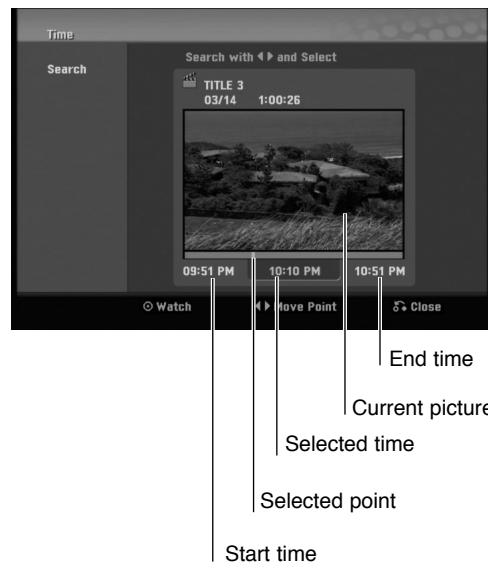 Time
Search
Search with ◀ ▶ and Select
TITLE 3
03/14 1:00:26
09:51 PM 10:10 PM 10:51 PM
⊙ Watch ◀ ▶ Move Point Close
End time
Current picture
Selected time
Selected point
Start time